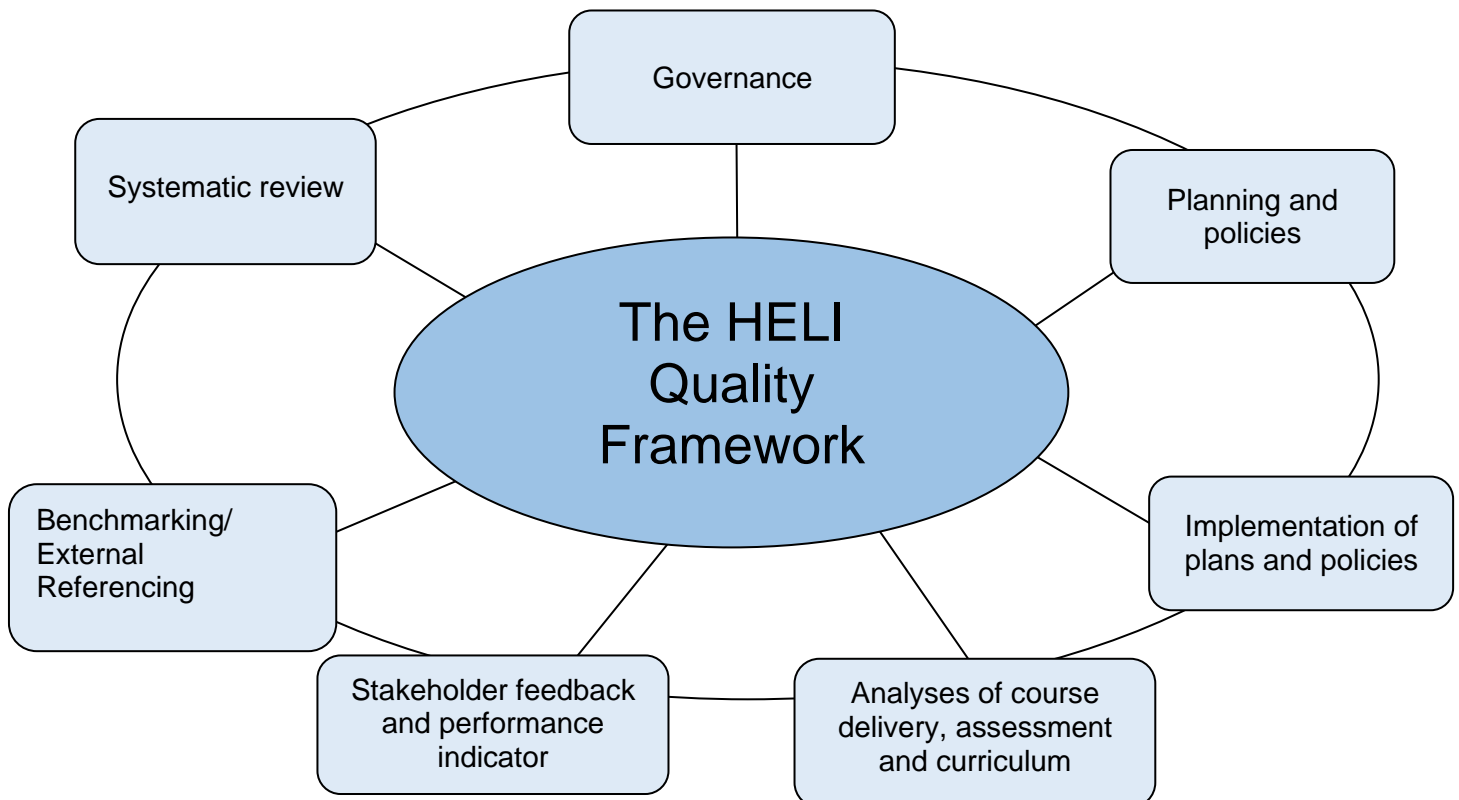 Governance
Systematic review
Planning and
policies
The HELI
Quality
Framework
Benchmarking/
External
Referencing
Implementation of
plans and policies
Stakeholder feedback
and performance
indicator
Analyses of course
delivery, assessment
and curriculum